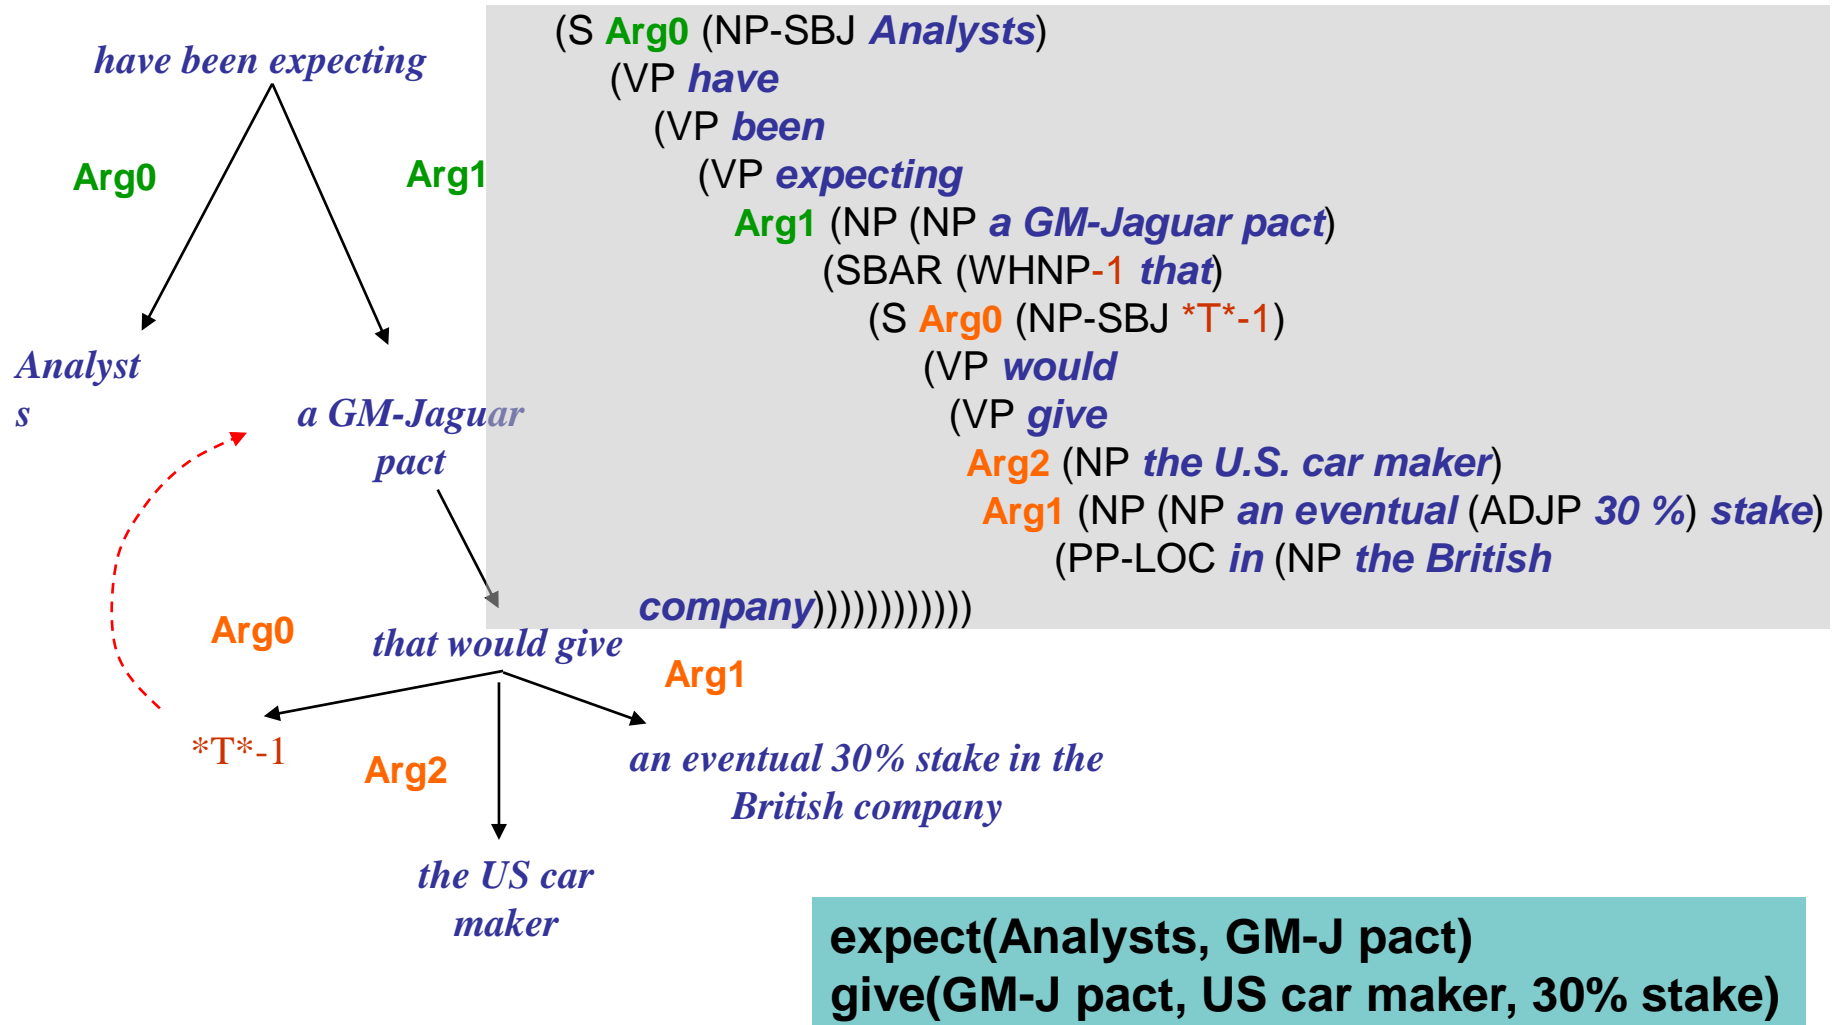 have been expecting
Arg0
Arg1
Analyst
s
a GM-Jaguar
pact
Arg0
that would give
Arg1
*T*-1
Arg2
an eventual 30% stake in the
British company
the US car
maker
(S Arg0 (NP-SBJ Analysts)
(VP have
(VP been
(VP expecting
Arg1 (NP (NP a GM-Jaguar pact)
(SBAR (WHNP-1 that)
(S Arg0 (NP-SBJ *T*-1)
(VP would
(VP give
Arg2 (NP the U.S. car maker)
Arg1 (NP (NP an eventual (ADJP 30 %) stake)
(PP-LOC in (NP the British
company))))))))))))
expect(Analysts, GM-J pact)
give(GM-J pact, US car maker, 30% stake)